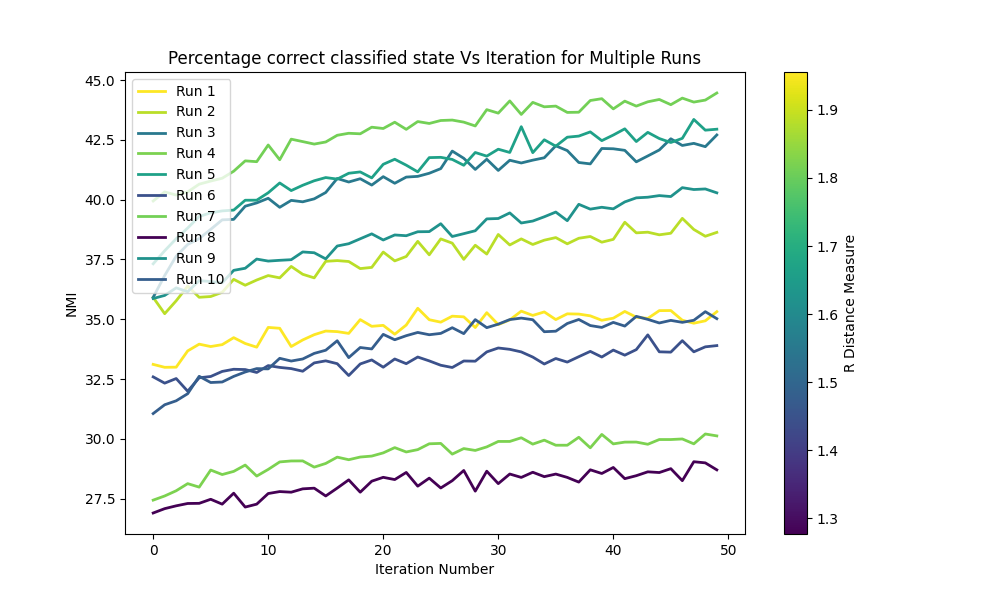 Percentage correct classified state Vs Iteration for Multiple Runs
45.0
42.5
40.0
37.5
35.0
32.5
30.0
27.5
NMI
Run 1
Run 2
Run 3
Run 4
Run 5
Run 6
Run 7
Run 8
Run 9
Run 10
0
10
20
30
40
50
Iteration Number
1.9
1.8
1.7
1.6
1.5
1.4
1.3
R Distance Measure